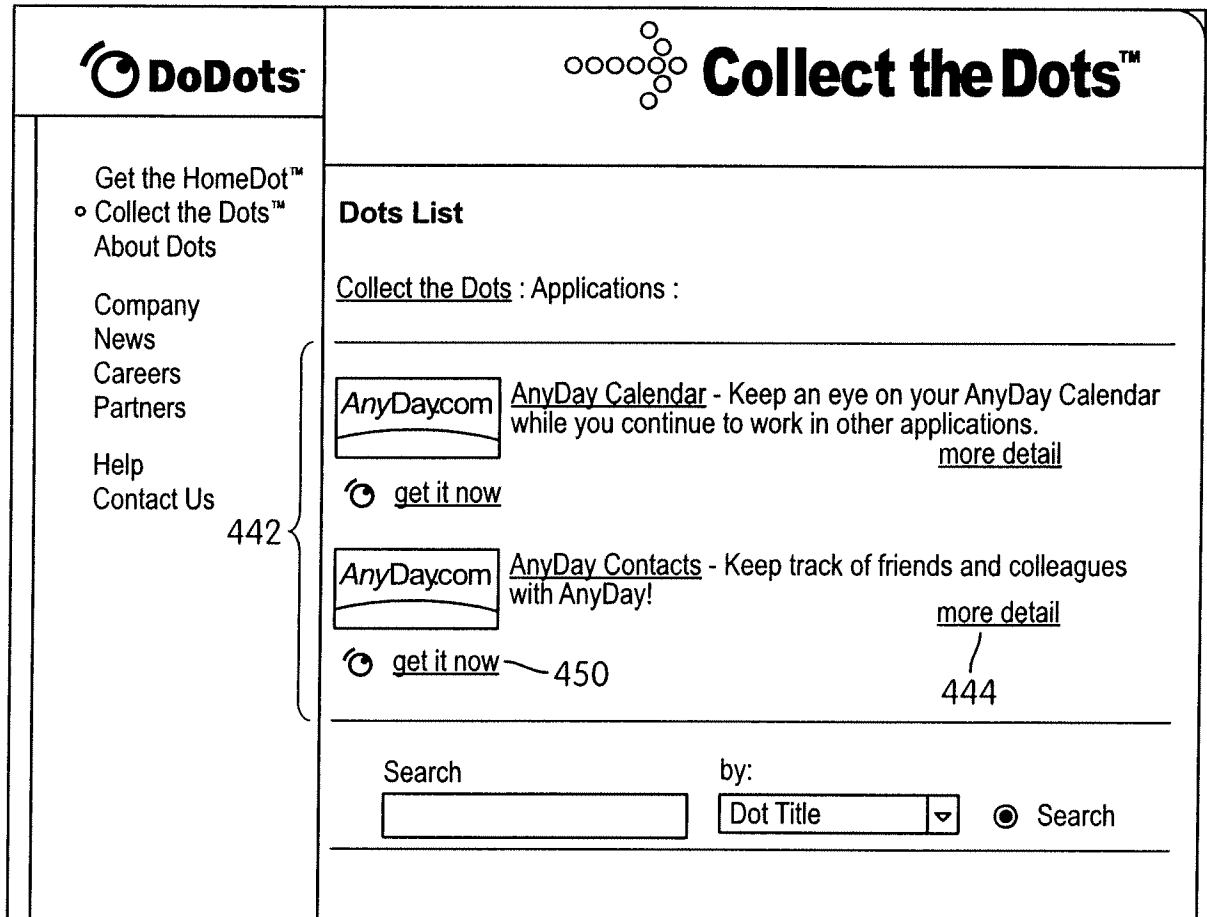 DoDots
Collect the Dots™
Get the HomeDot™
Collect the Dots™
About Dots
Company
News
Careers
Partners
Help
Contact Us
442
Dots List
Collect the Dots : Applications :
AnyDay.com
AnyDay Calendar - Keep an eye on your AnyDay Calendar
while you continue to work in other applications.
more detail
get it now
AnyDay.com
AnyDay Contacts - Keep track of friends and colleagues
with AnyDay!
more detail
get it now
450
444
Search by:
Dot Title Search